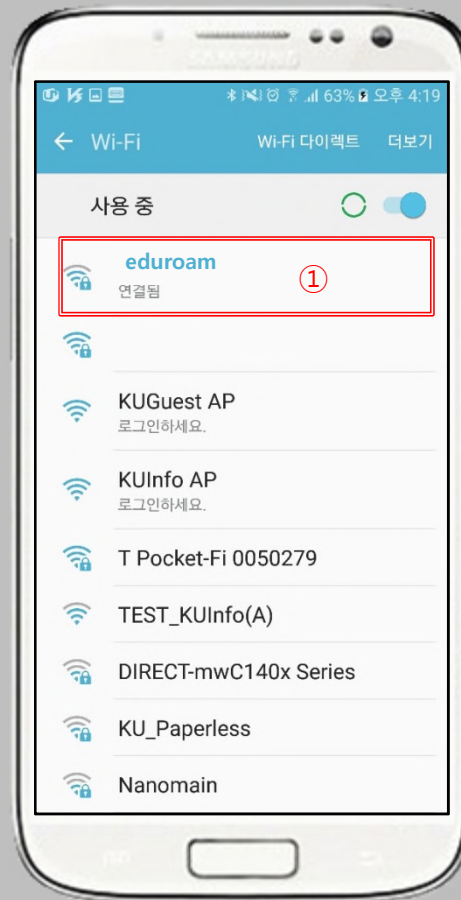 SAMSUNG
63% 오후 4:19
Wi-Fi Wi-Fi 다이렉트 더보기
사용 중
eduroam
연결됨
①
KUGuest AP
로그인하세요.
KUInfo AP
로그인하세요.
T Pocket-Fi 0050279
TEST_KUInfo(A)
DIRECT-mwC140x Series
KU_Paperless
Nanomain